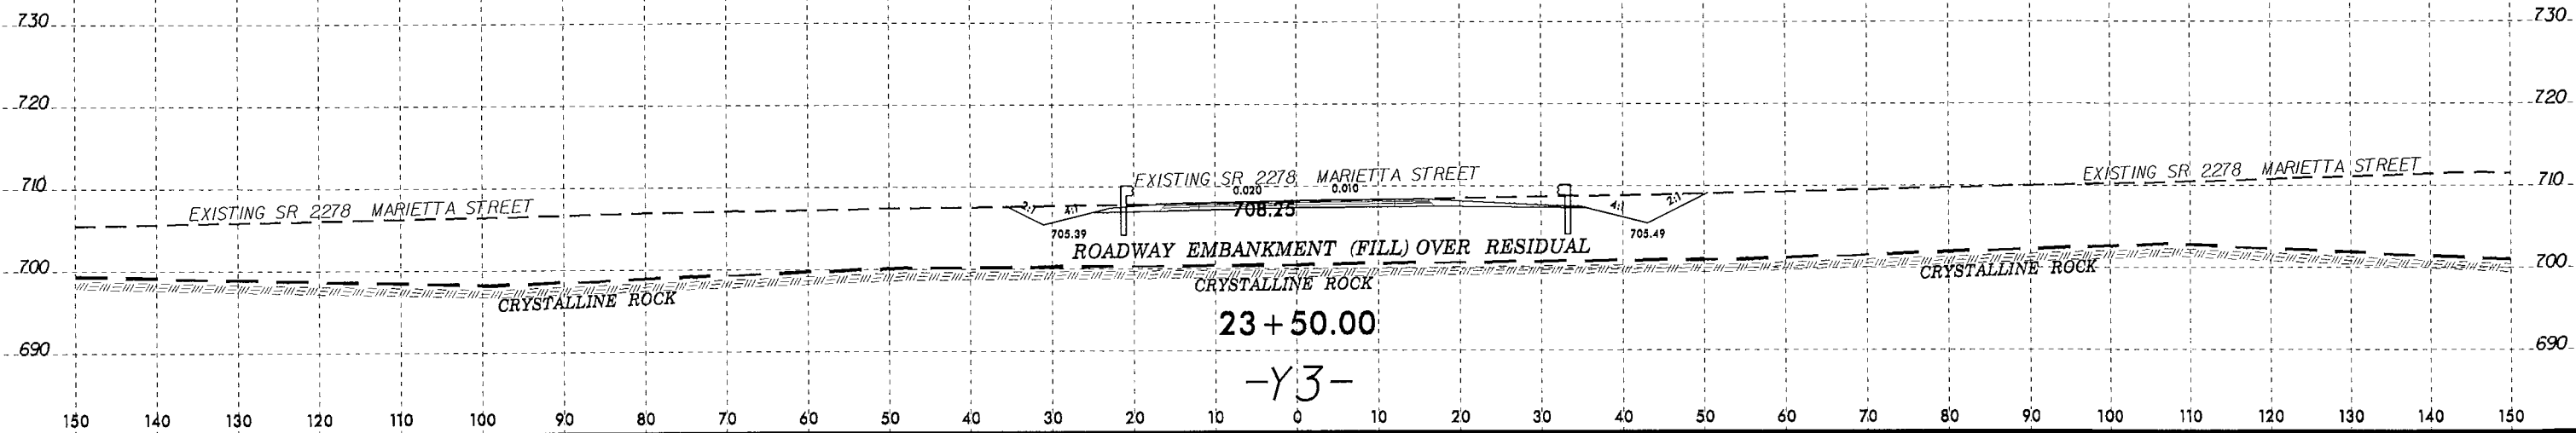 730 730
720 720
EXISTING SR 2278 MARIETTA STREET
0.020 0.010
EXISTING SR 2278 MARIETTA STREET
710 710
EXISTING SR 2278 MARIETTA STREET
2:1 4:1 708.25 4:1 2:1
705.39 705.49
ROADWAY EMBANKMENT (FILL) OVER RESIDUAL
700 700
CRYSTALLINE ROCK
CRYSTALLINE ROCK
CRYSTALLINE ROCK
23+50.00
690 690
-Y3-
150 140 130 120 110 100 90 80 70 60 50 40 30 20 10 0 10 20 30 40 50 60 70 80 90 100 110 120 130 140 150